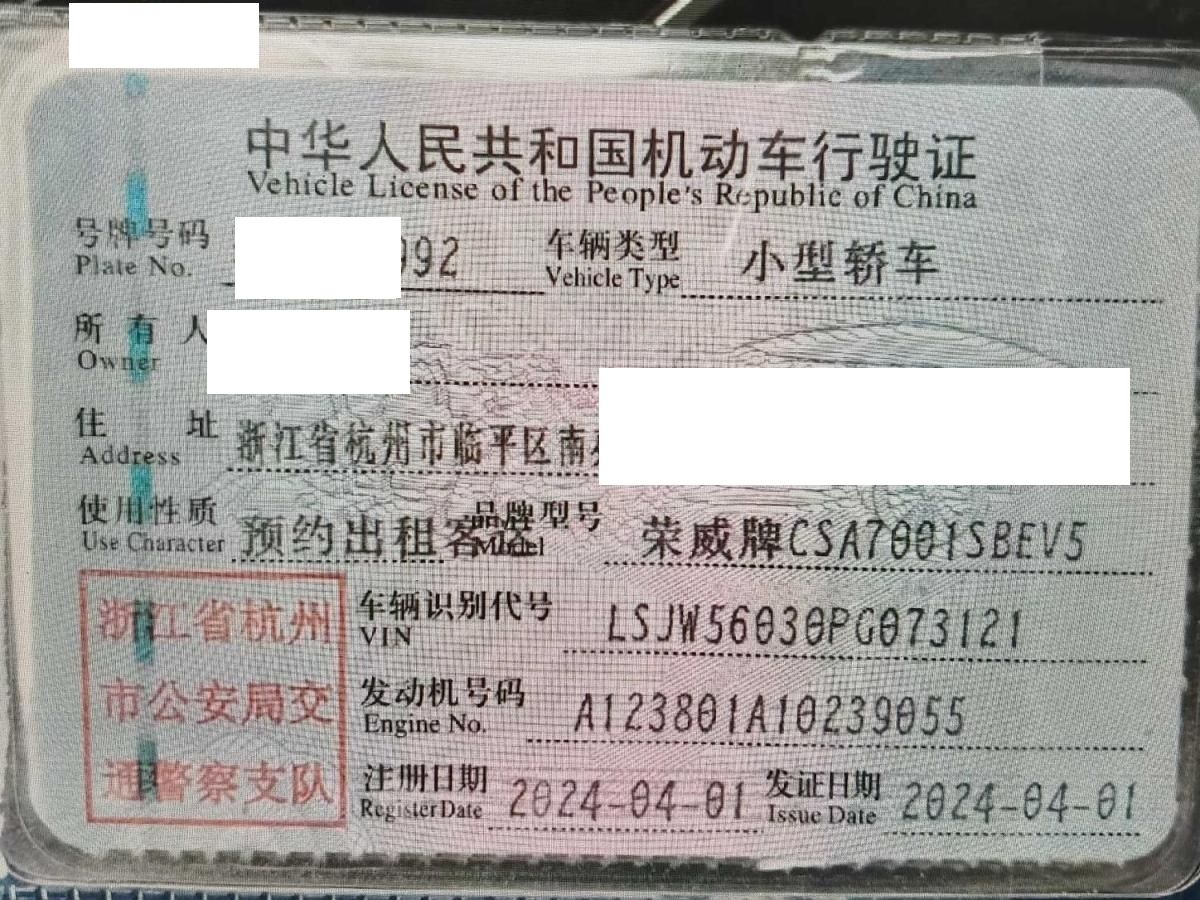 中华人民共和国机动车行驶证
Vehicle License of the People's Republic of China
号牌号码 92 车辆类型 小型轿车
Plate No. Vehicle Type
所有人
Owner
住址 浙江省杭州市临平区南
Address
使用性质 预约出租客运 品牌型号 荣威牌CSA7001SBEV5
Use Character Model
浙江省杭州
市公安局交
通警察支队
车辆识别代号 LSJW56030PG073121
VIN
发动机号码 A123801A10239055
Engine No.
注册日期 2024-04-01 发证日期 2024-04-01
Register Date Issue Date